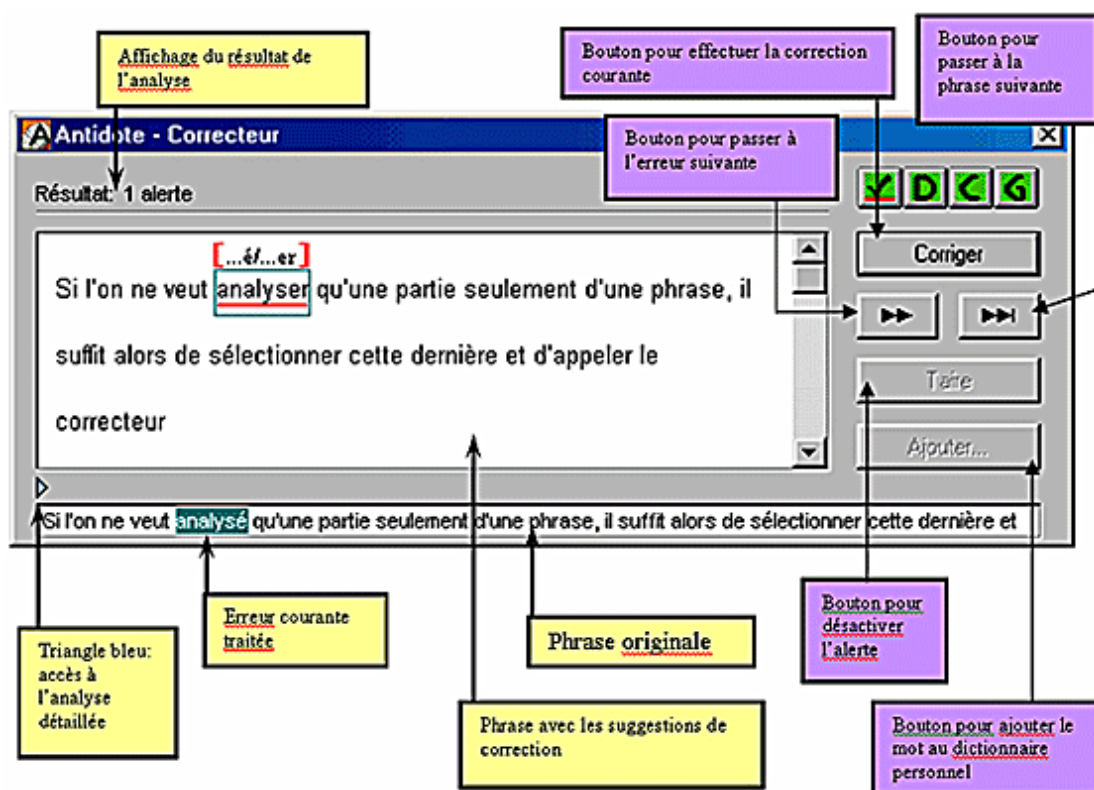 Affichage du résultat de
l'analyse
Bouton pour effectuer la correction
courante
Bouton pour
passer à la
phrase suivante
Antidote - Correcteur
Bouton pour passer à
l'erreur suivante
Résultat: 1 alerte
D C G
[...é/...er]
Si l'on ne veut analyser qu'une partie seulement d'une phrase, il
suffit alors de sélectionner cette dernière et d'appeler le
correcteur
Corriger
Taire
Ajouter...
Si l'on ne veut analysé qu'une partie seulement d'une phrase, il suffit alors de sélectionner cette dernière et
Triangle bleu:
accès à
l'analyse
détaillée
Erreur courante
traitée
Phrase originale
Bouton pour
désactiver
l'alerte
Phrase avec les suggestions de
correction
Bouton pour ajouter le
mot au dictionnaire
personnel